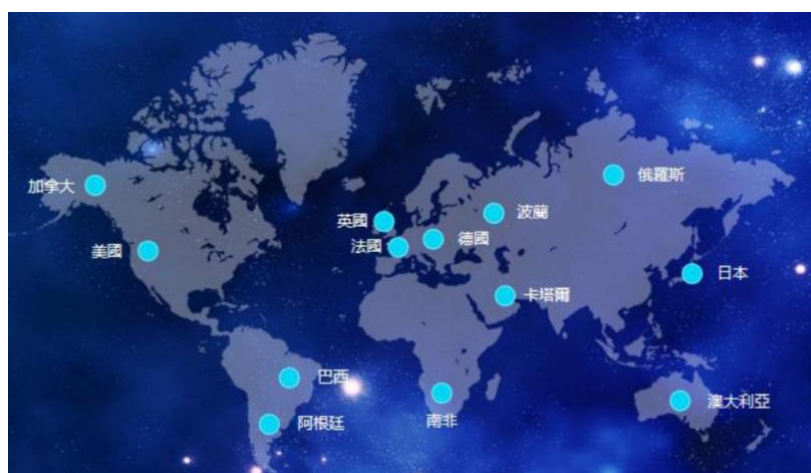 俄羅斯
加拿大
波蘭
英國
德國
法國
美國
日本
卡塔爾
巴西
澳大利亞
阿根廷
南非